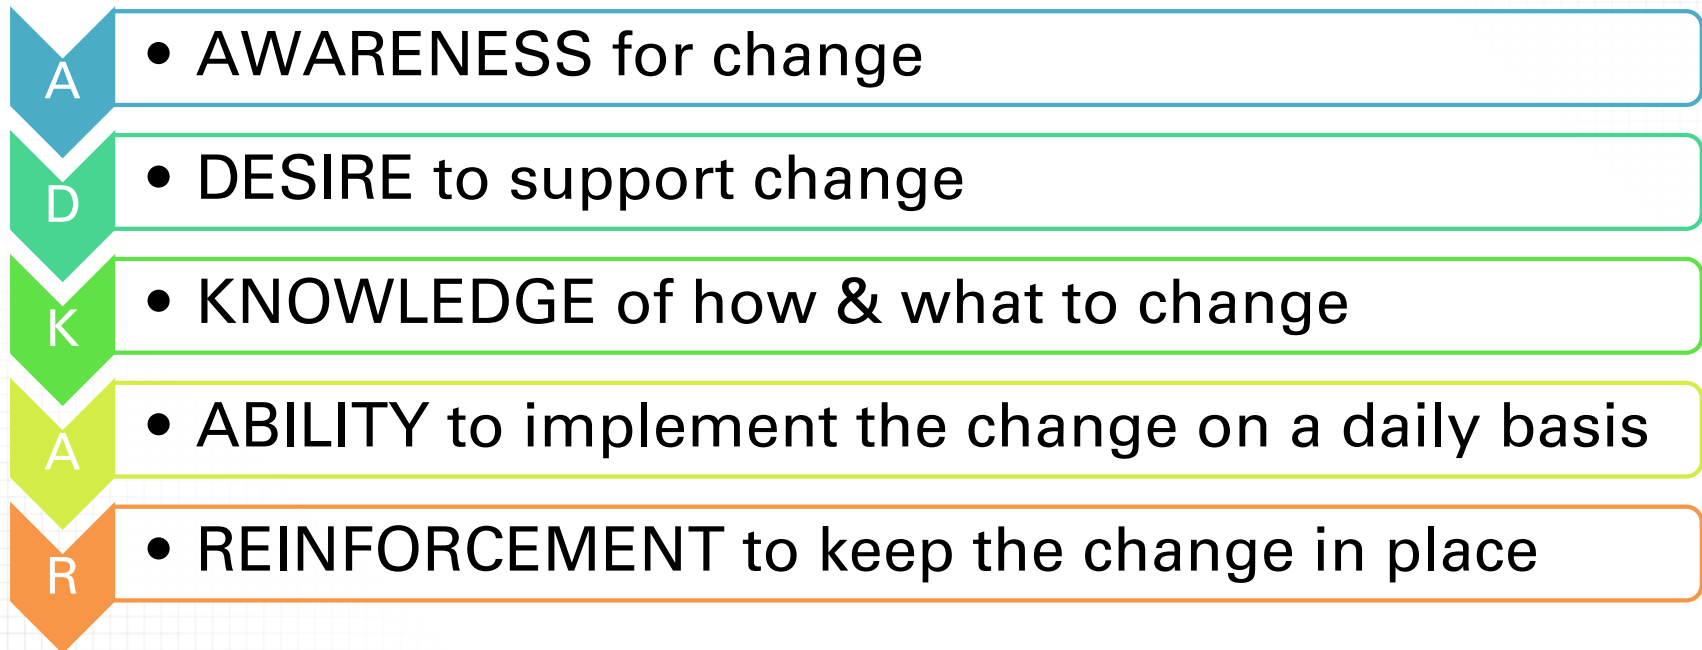 A
• AWARENESS for change
D
• DESIRE to support change
K
• KNOWLEDGE of how & what to change
A
• ABILITY to implement the change on a daily basis
R
• REINFORCEMENT to keep the change in place